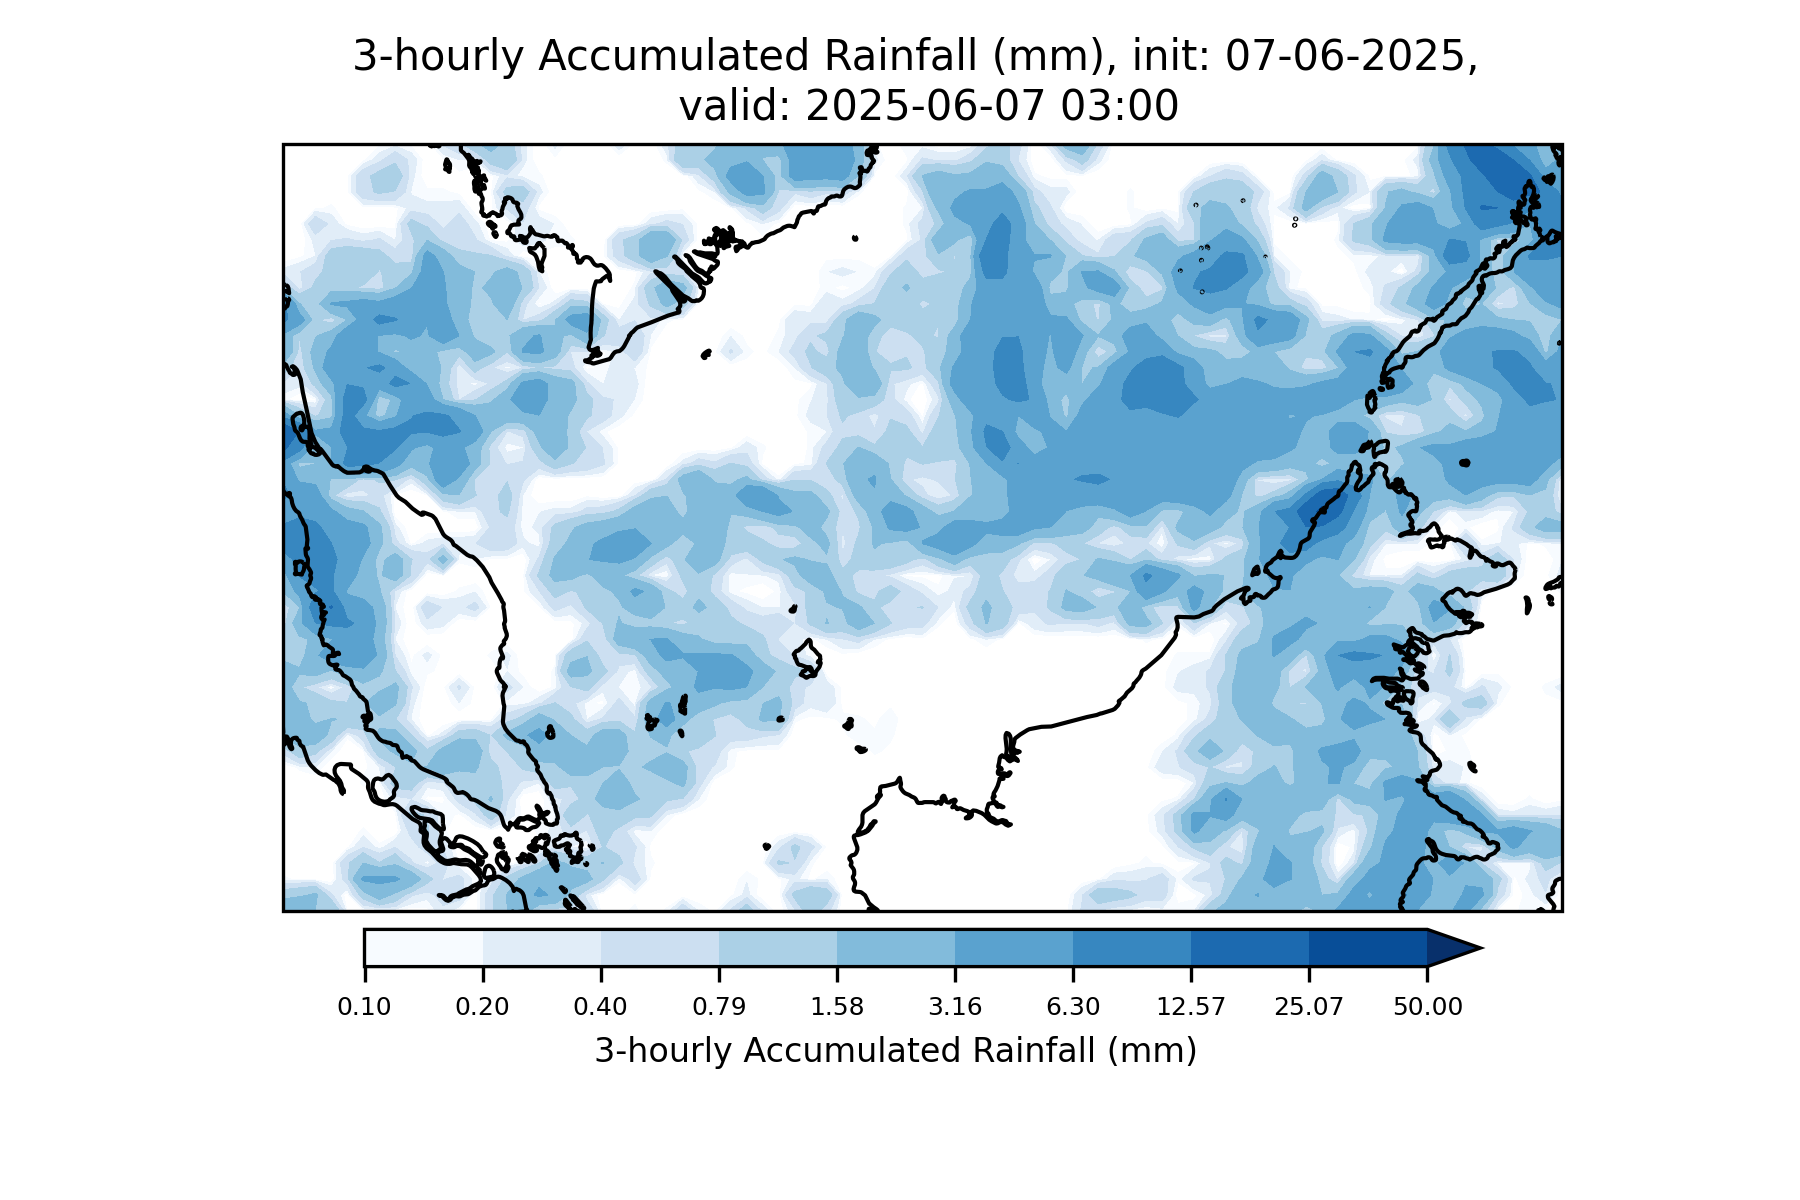 3-hourly Accumulated Rainfall (mm), init: 07-06-2025,
valid: 2025-06-07 03:00
0.10 0.20 0.40 0.79 1.58 3.16 6.30 12.57 25.07 50.00
3-hourly Accumulated Rainfall (mm)